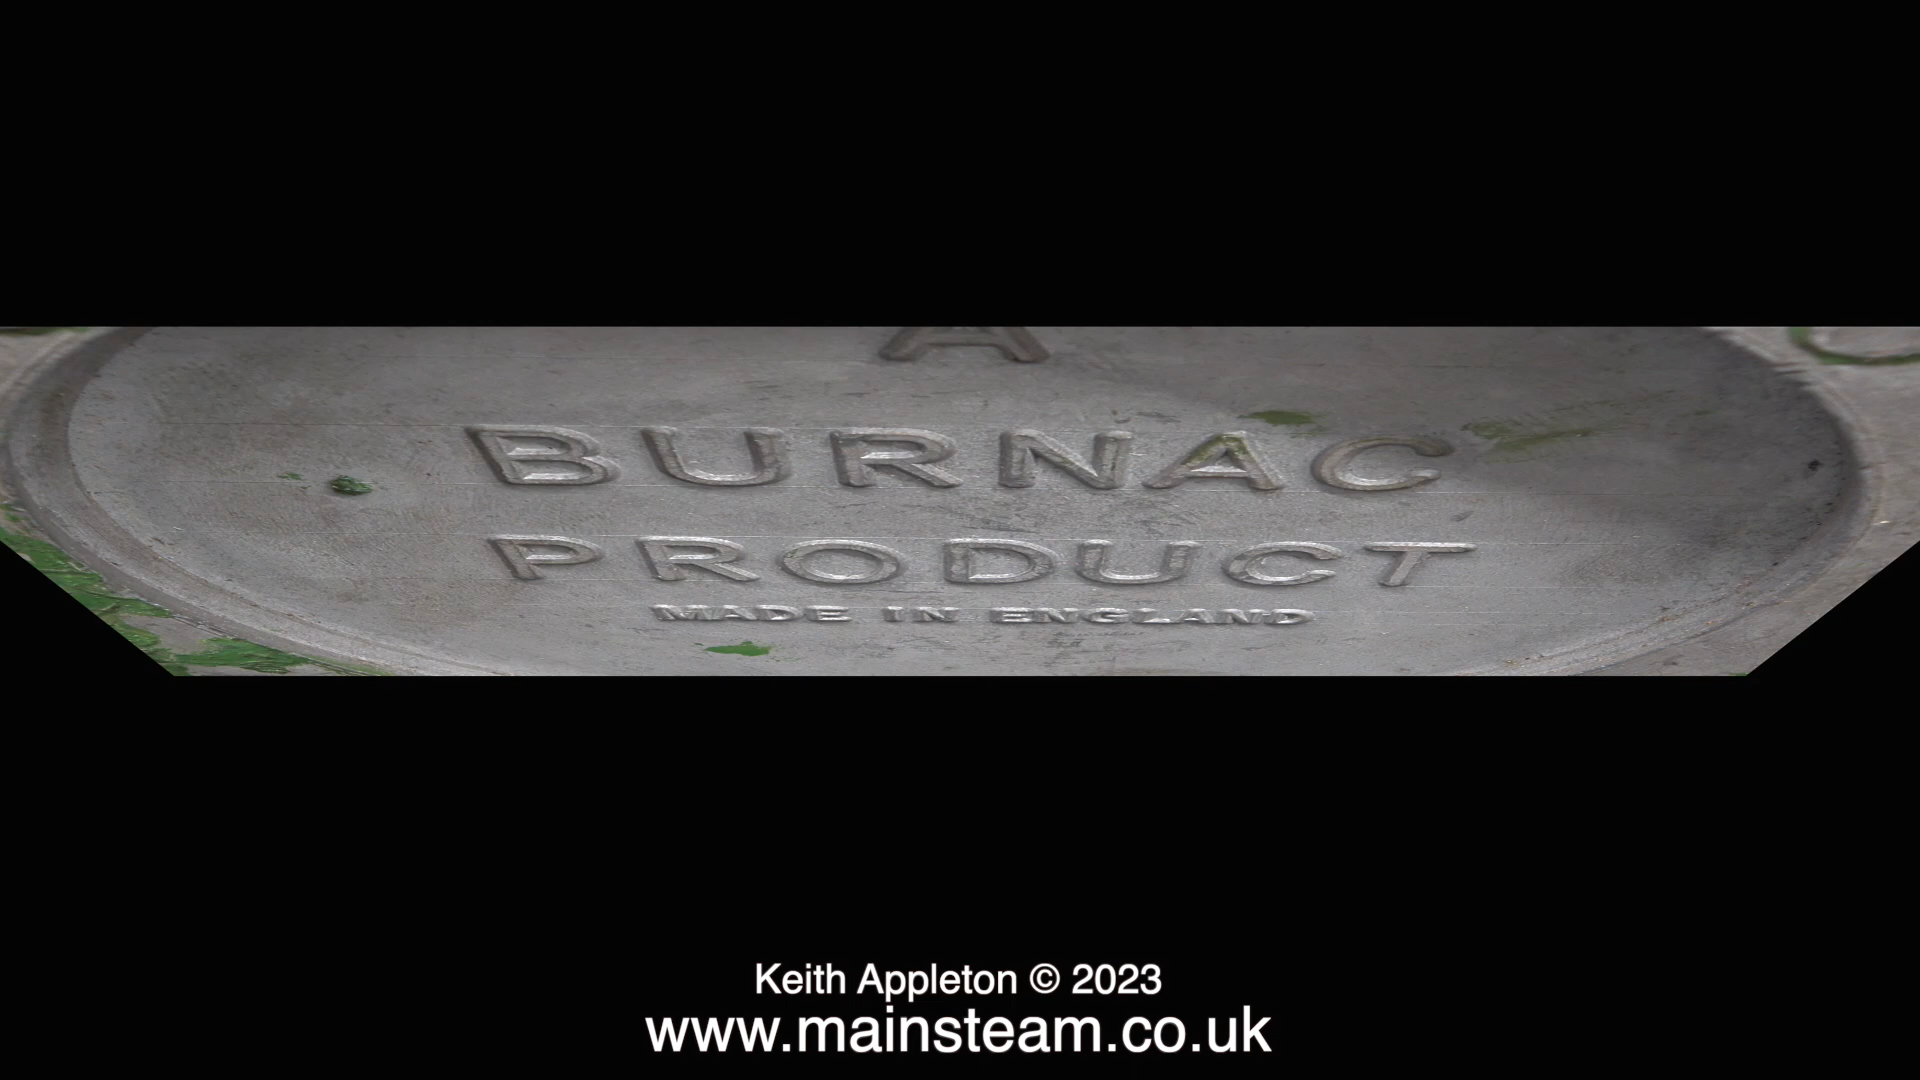 A
BURNAC
PRODUCT
MADE IN ENGLAND
Keith Appleton © 2023
www.mainsteam.co.uk